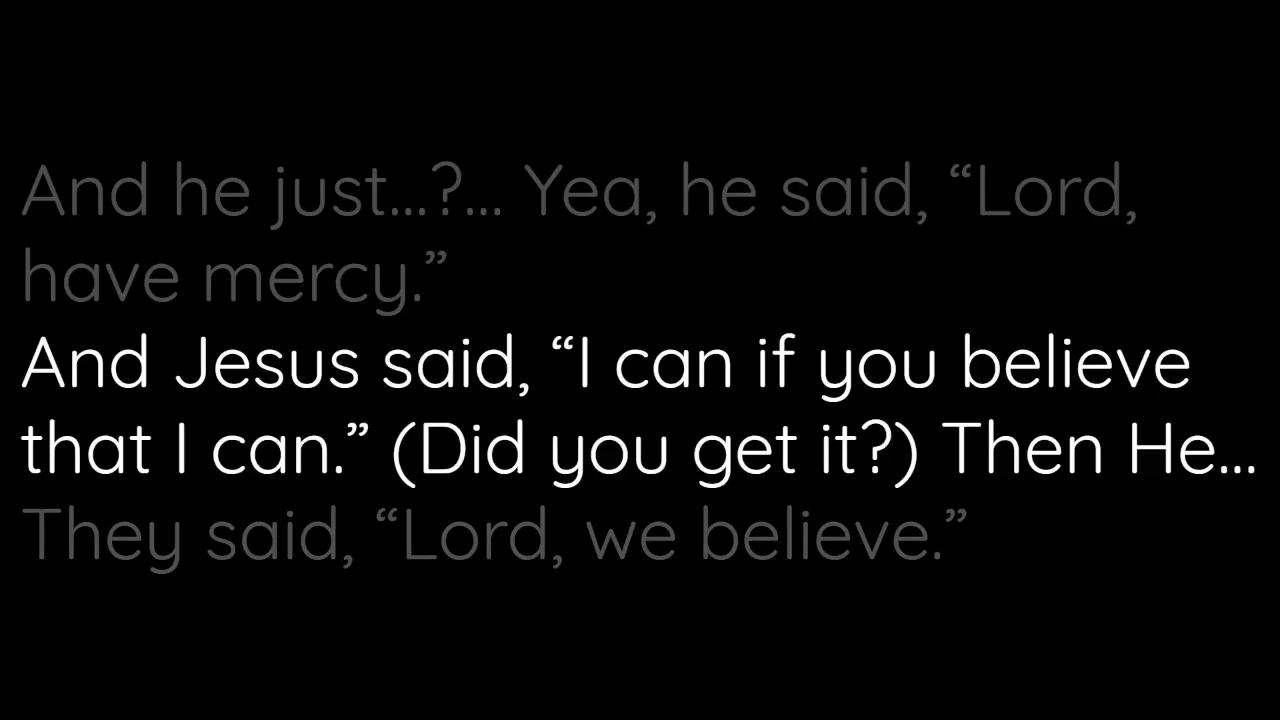 And he just...?... Yea, he said, “Lord,
have mercy.”
And Jesus said, “I can if you believe
that I can.” (Did you get it?) Then He...
They said, “Lord, we believe.”